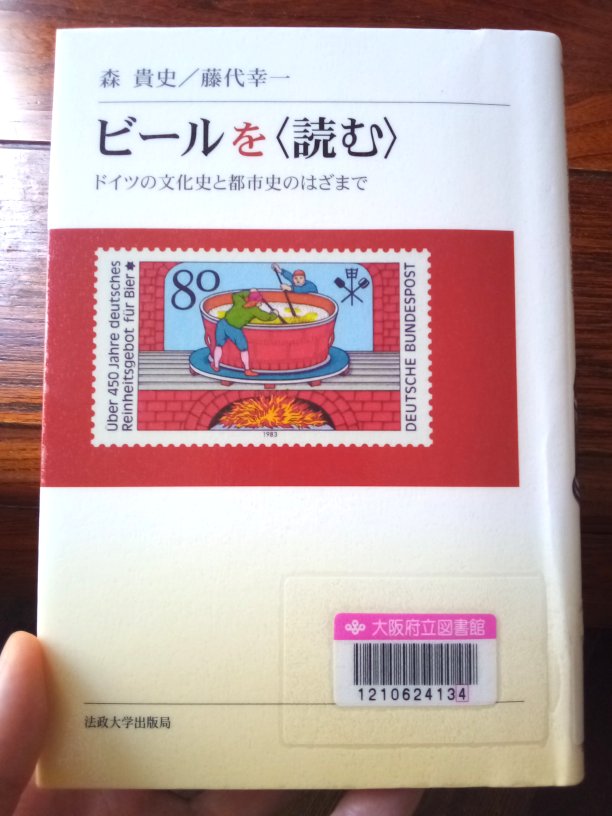 森 貴史／藤代幸一
ビールを〈読む〉
ドイツの文化史と都市史のはざまで
80
Über 450 Jahre deutsches
Reinheitsgebot für Bier
DEUTSCHE BUNDESPOST
1983
大阪府立図書館
1210624134
法政大学出版局